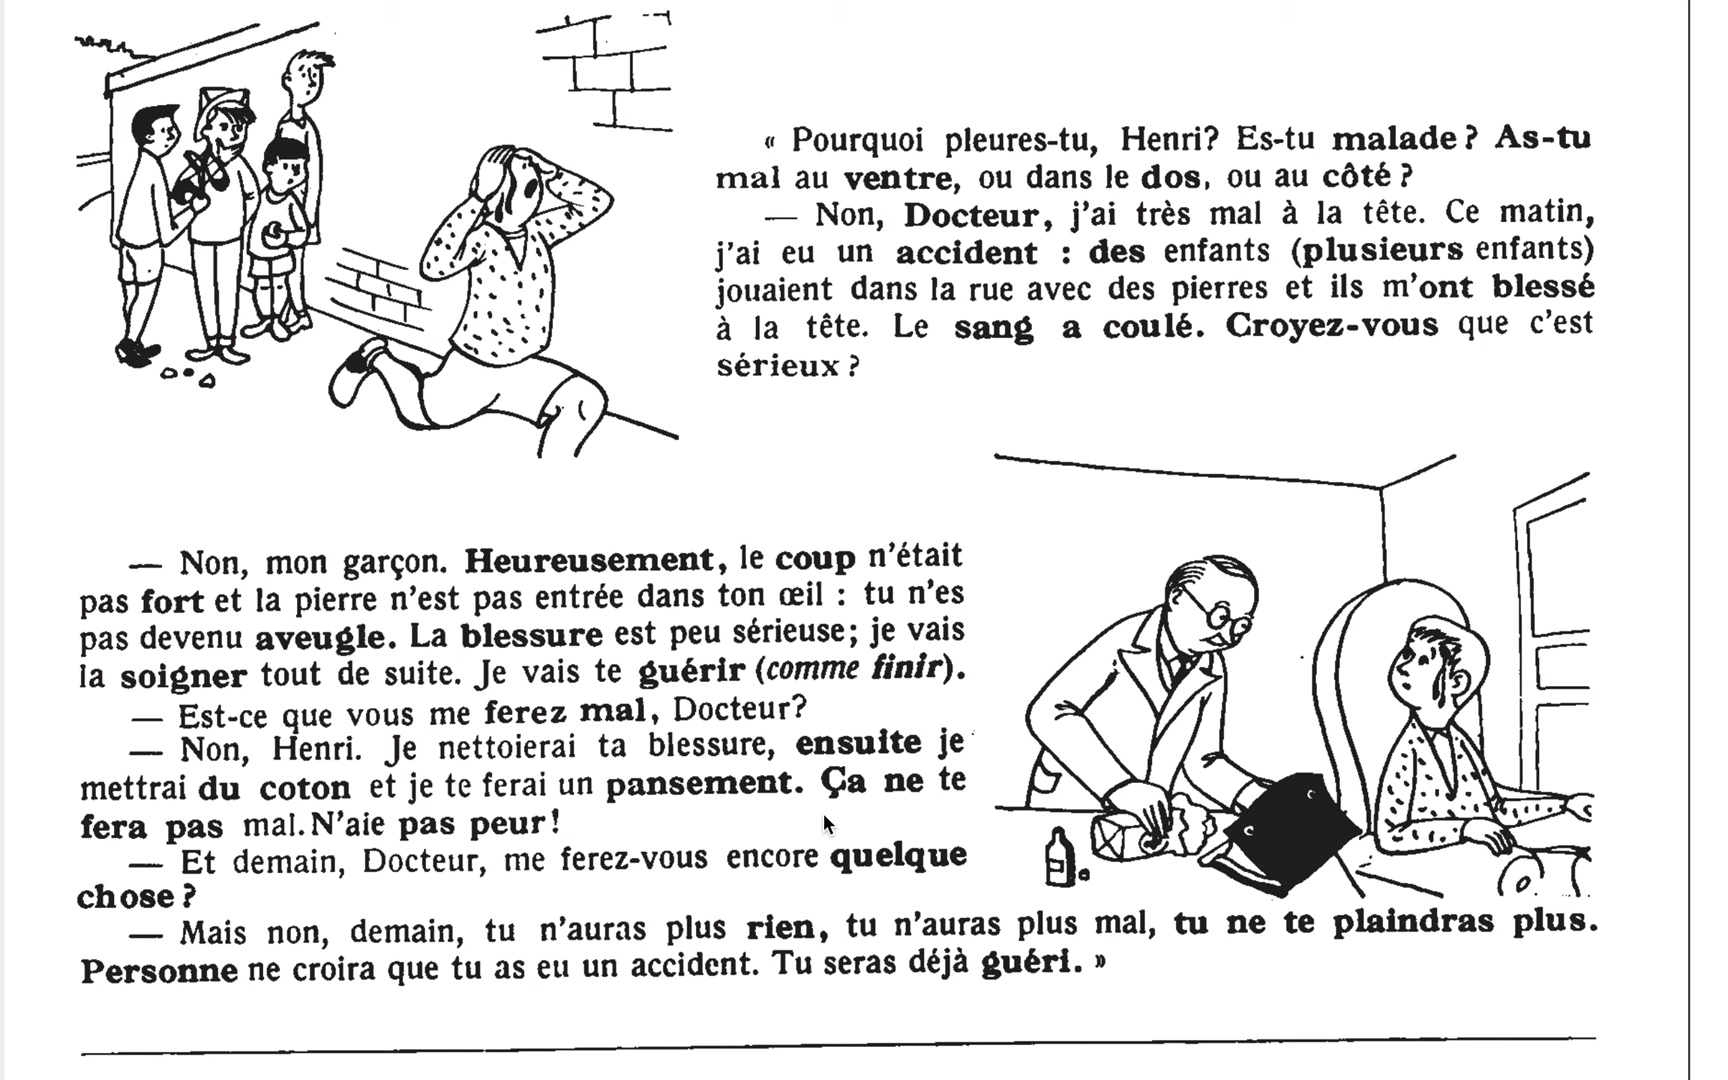 « Pourquoi pleures-tu, Henri? Es-tu malade? As-tu
mal au ventre, ou dans le dos, ou au côté?
— Non, Docteur, j'ai très mal à la tête. Ce matin,
j'ai eu un accident : des enfants (plusieurs enfants)
jouaient dans la rue avec des pierres et ils m'ont blessé
à la tête. Le sang a coulé. Croyez-vous que c'est
sérieux?
— Non, mon garçon. Heureusement, le coup n'était
pas fort et la pierre n'est pas entrée dans ton œil : tu n'es
pas devenu aveugle. La blessure est peu sérieuse; je vais
la soigner tout de suite. Je vais te guérir (comme finir).
— Est-ce que vous me ferez mal, Docteur?
— Non, Henri. Je nettoierai ta blessure, ensuite je
mettrai du coton et je te ferai un pansement. Ça ne te
fera pas mal. N'aie pas peur!
— Et demain, Docteur, me ferez-vous encore quelque
chose?
— Mais non, demain, tu n'auras plus rien, tu n'auras plus mal, tu ne te plaindras plus.
Personne ne croira que tu as eu un accident. Tu seras déjà guéri. »